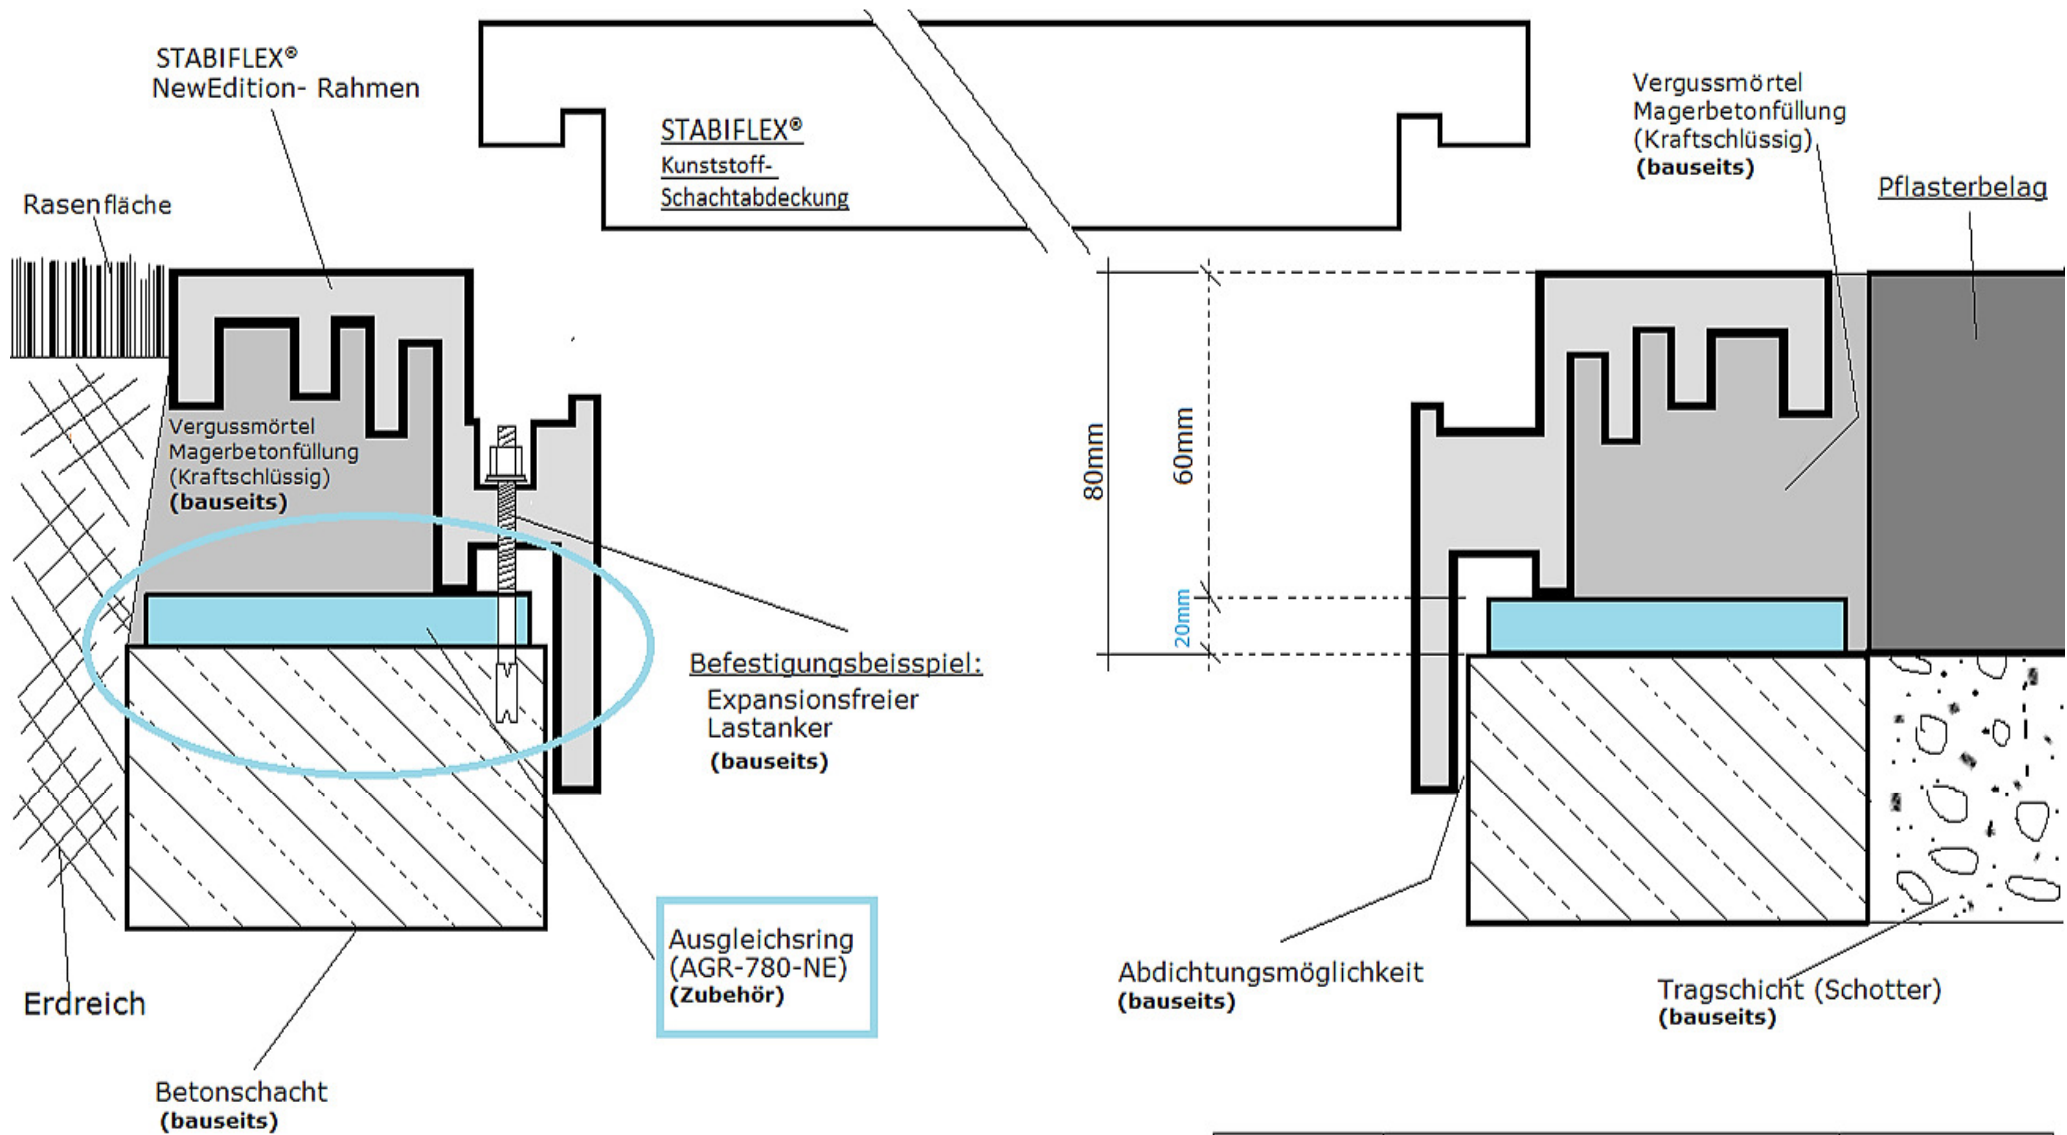 STABIFLEX®
NewEdition- Rahmen
STABIFLEX®
Kunststoff-
Schachtabdeckung
Vergussmörtel
Magerbetonfüllung
(Kraftschlüssig)
(bauseits)
Pflasterbelag
Rasenfläche
Vergussmörtel
Magerbetonfüllung
(Kraftschlüssig)
(bauseits)
80mm
60mm
20mm
Befestigungsbeisspiel:
Expansionsfreier
Lastanker
(bauseits)
Ausgleichsring
(AGR-780-NE)
(Zubehör)
Abdichtungsmöglichkeit
(bauseits)
Tragschicht (Schotter)
(bauseits)
Erdreich
Betonschacht
(bauseits)